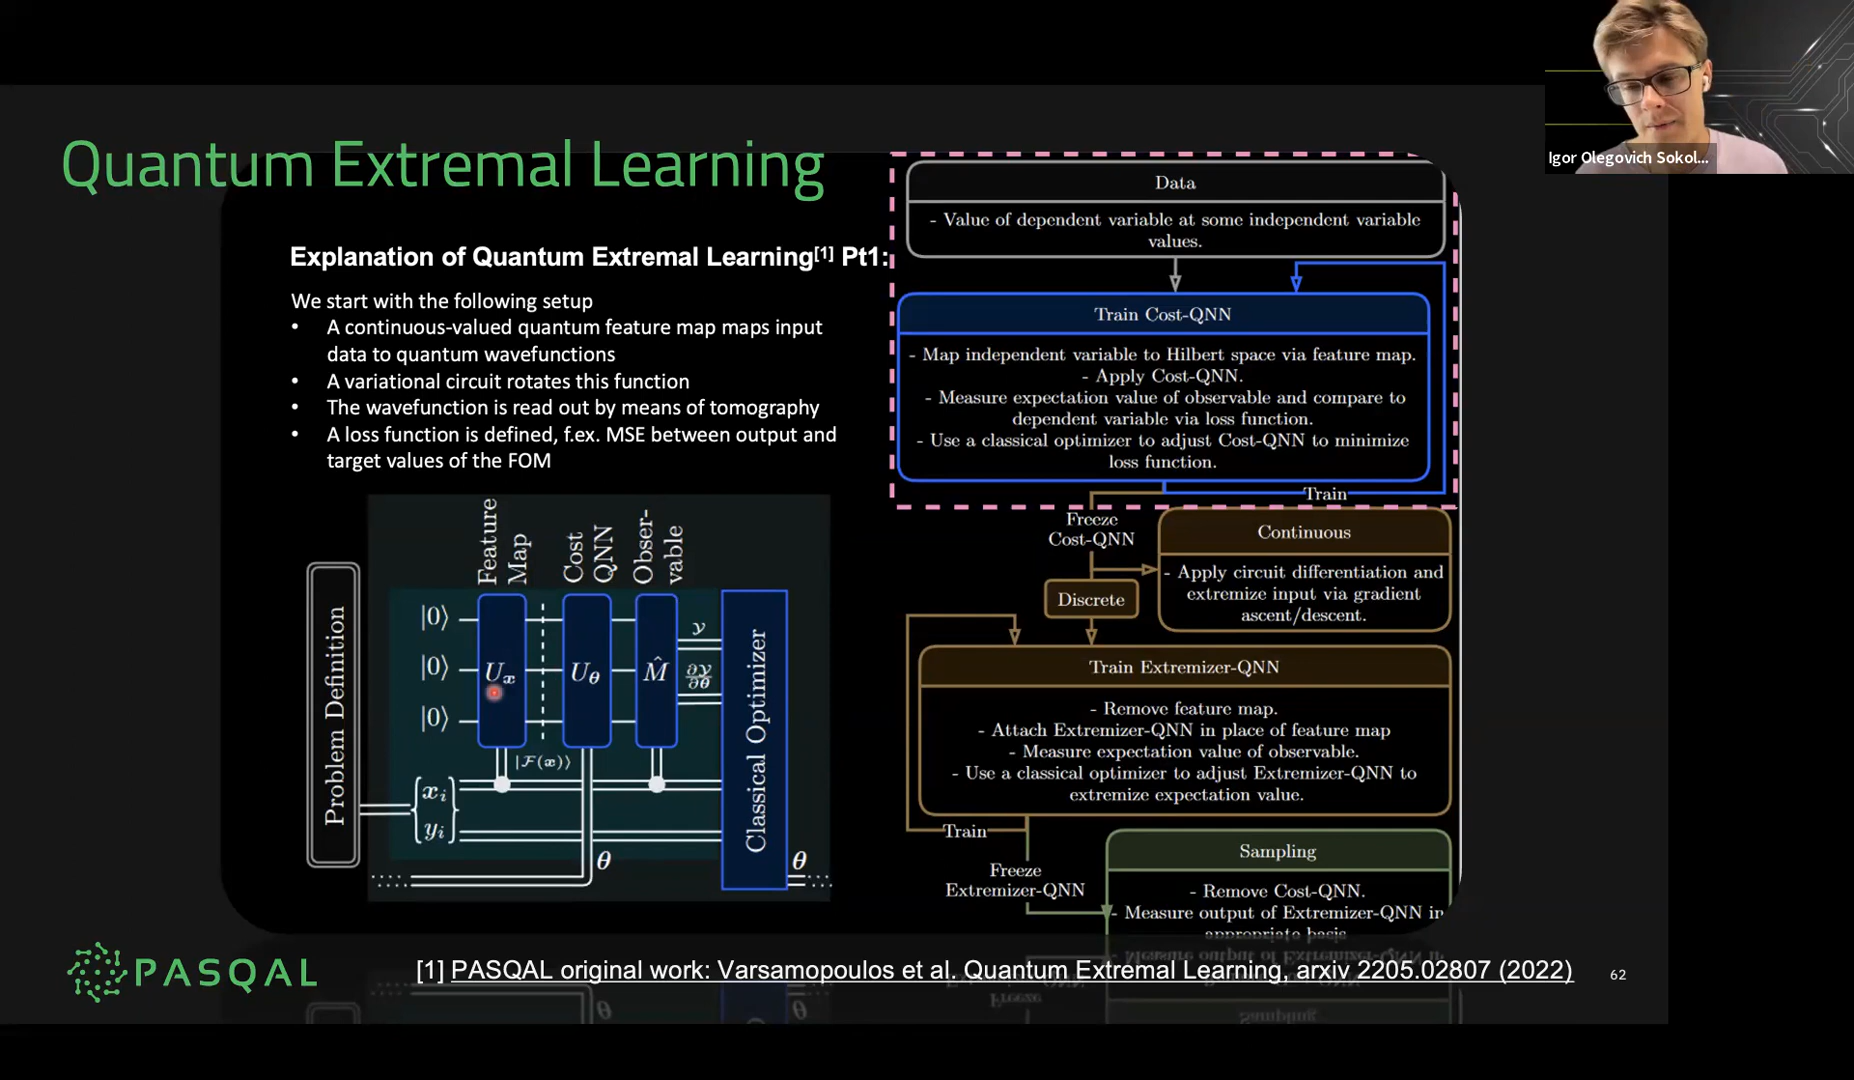 Igor Olegovich Sokol...
Quantum Extremal Learning
Explanation of Quantum Extremal Learning[1] Pt1:
We start with the following setup
• A continuous-valued quantum feature map maps input
data to quantum wavefunctions
• A variational circuit rotates this function
• The wavefunction is read out by means of tomography
• A loss function is defined, f.ex. MSE between output and
target values of the FOM
Problem Definition
Feature
Map
Cost
QNN
Obser-
vable
|0⟩
|0⟩
|0⟩
Uₓ
U_θ
M̂
𝒴
∂𝒴/∂θ
|ℱ(x)⟩
xᵢ
yᵢ
θ
θ
Classical Optimizer
Data
- Value of dependent variable at some independent variable
values.
Train Cost-QNN
- Map independent variable to Hilbert space via feature map.
- Apply Cost-QNN.
- Measure expectation value of observable and compare to
dependent variable via loss function.
- Use a classical optimizer to adjust Cost-QNN to minimize
loss function.
Train
Freeze
Cost-QNN
Continuous
- Apply circuit differentiation and
extremize input via gradient
ascent/descent.
Discrete
Train Extremizer-QNN
- Remove feature map.
- Attach Extremizer-QNN in place of feature map
- Measure expectation value of observable.
- Use a classical optimizer to adjust Extremizer-QNN to
extremize expectation value.
Train
Freeze
Extremizer-QNN
Sampling
- Remove Cost-QNN.
- Measure output of Extremizer-QNN in
appropriate basis
PASQAL
[1] PASQAL original work: Varsamopoulos et al. Quantum Extremal Learning, arxiv 2205.02807 (2022)
62